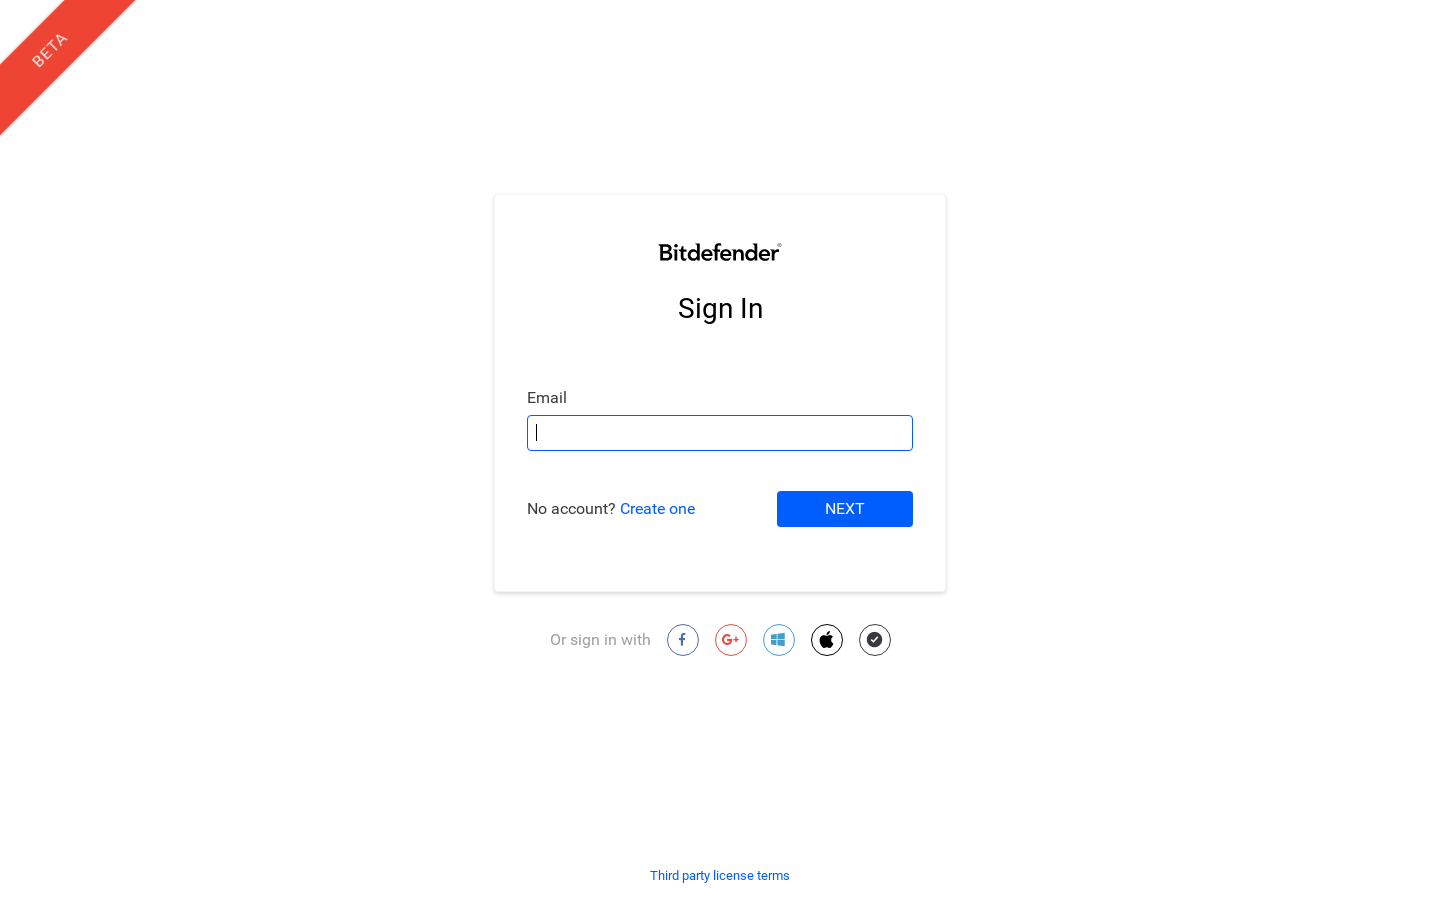 BETA
Bitdefender®
Sign In
Email
No account? Create one
NEXT
Or sign in with
Third party license terms